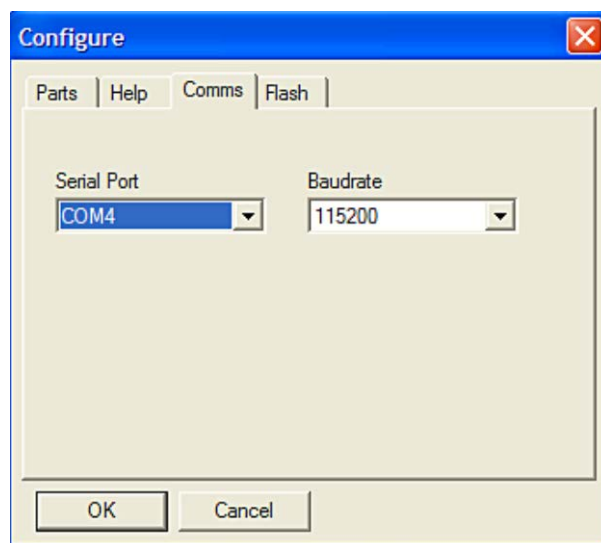 Configure
Parts Help Comms Flash
Serial Port Baudrate
COM4 115200
OK Cancel